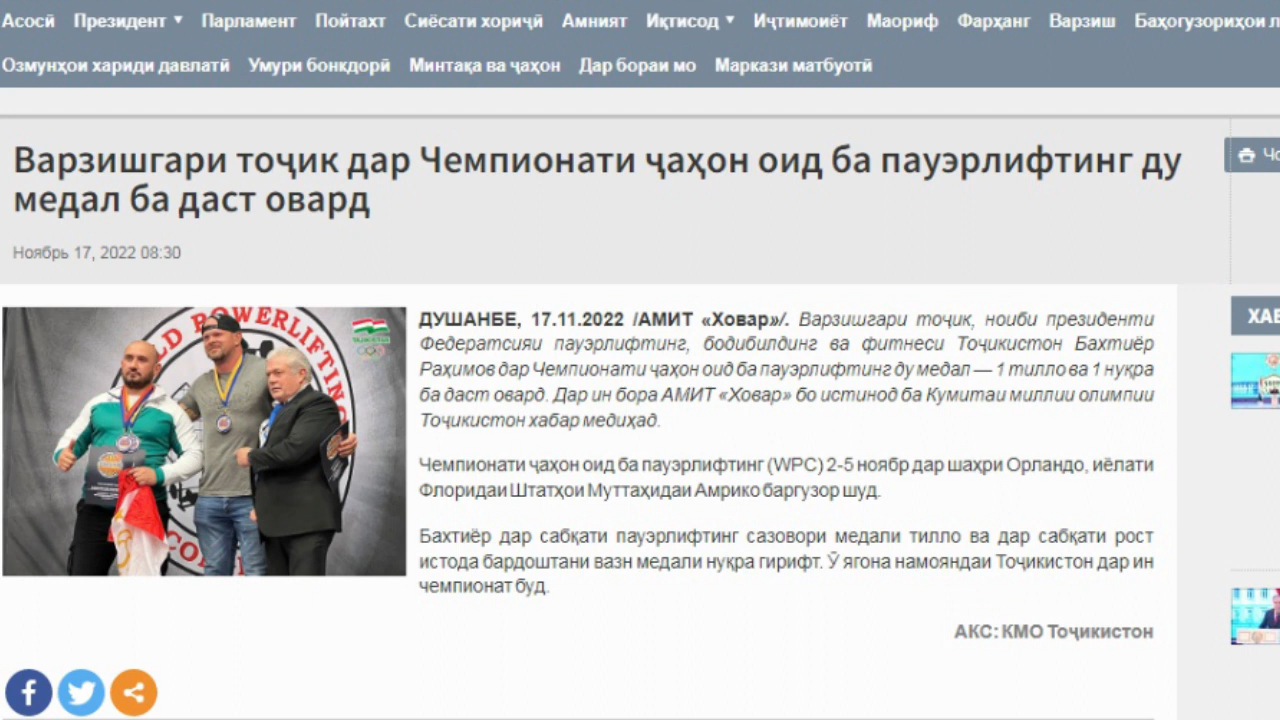 Асосӣ Президент Парламент Пойтахт Сиёсати хориҷӣ Амният Иқтисод Иҷтимоиёт Маориф Фарҳанг Варзиш Баҳогузориҳои
Озмунҳои хариди давлатӣ Умури бонкдорӣ Минтақа ва ҷаҳон Дар бораи мо Маркази матбуотӣ
Варзишгари тоҷик дар Чемпионати ҷаҳон оид ба пауэрлифтинг ду
медал ба даст овард
Ноябрь 17, 2022 08:30
ДУШАНБЕ, 17.11.2022 /АМИТ «Ховар»/. Варзишгари тоҷик, ноиби президенти
Федератсияи пауэрлифтинг, бодибилдинг ва фитнеси Тоҷикистон Бахтиёр
Раҳимов дар Чемпионати ҷаҳон оид ба пауэрлифтинг ду медал — 1 тилло ва 1 нуқра
ба даст овард. Дар ин бора АМИТ «Ховар» бо истинод ба Кумитаи миллии олимпии
Тоҷикистон хабар медиҳад.
Чемпионати ҷаҳон оид ба пауэрлифтинг (WPC) 2-5 ноябр дар шаҳри Орландо, иёлати
Флоридаи Штатҳои Муттаҳидаи Амрико баргузор шуд.
Бахтиёр дар сабқати пауэрлифтинг сазовори медали тилло ва дар сабқати рост
истода бардоштани вазн медали нуқра гирифт. Ӯ ягона намояндаи Тоҷикистон дар ин
чемпионат буд.
АКС: КМО Тоҷикистон
POWERLIFTING